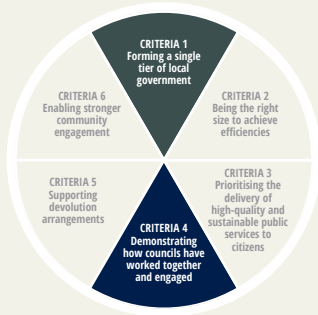 CRITERIA 1
Forming a single
tier of local
government
CRITERIA 2
Being the right
size to achieve
efficiencies
CRITERIA 3
Prioritising the
delivery of
high-quality and
sustainable public
services to
citizens
CRITERIA 4
Demonstrating
how councils have
worked together
and engaged
CRITERIA 5
Supporting
devolution
arrangements
CRITERIA 6
Enabling stronger
community
engagement